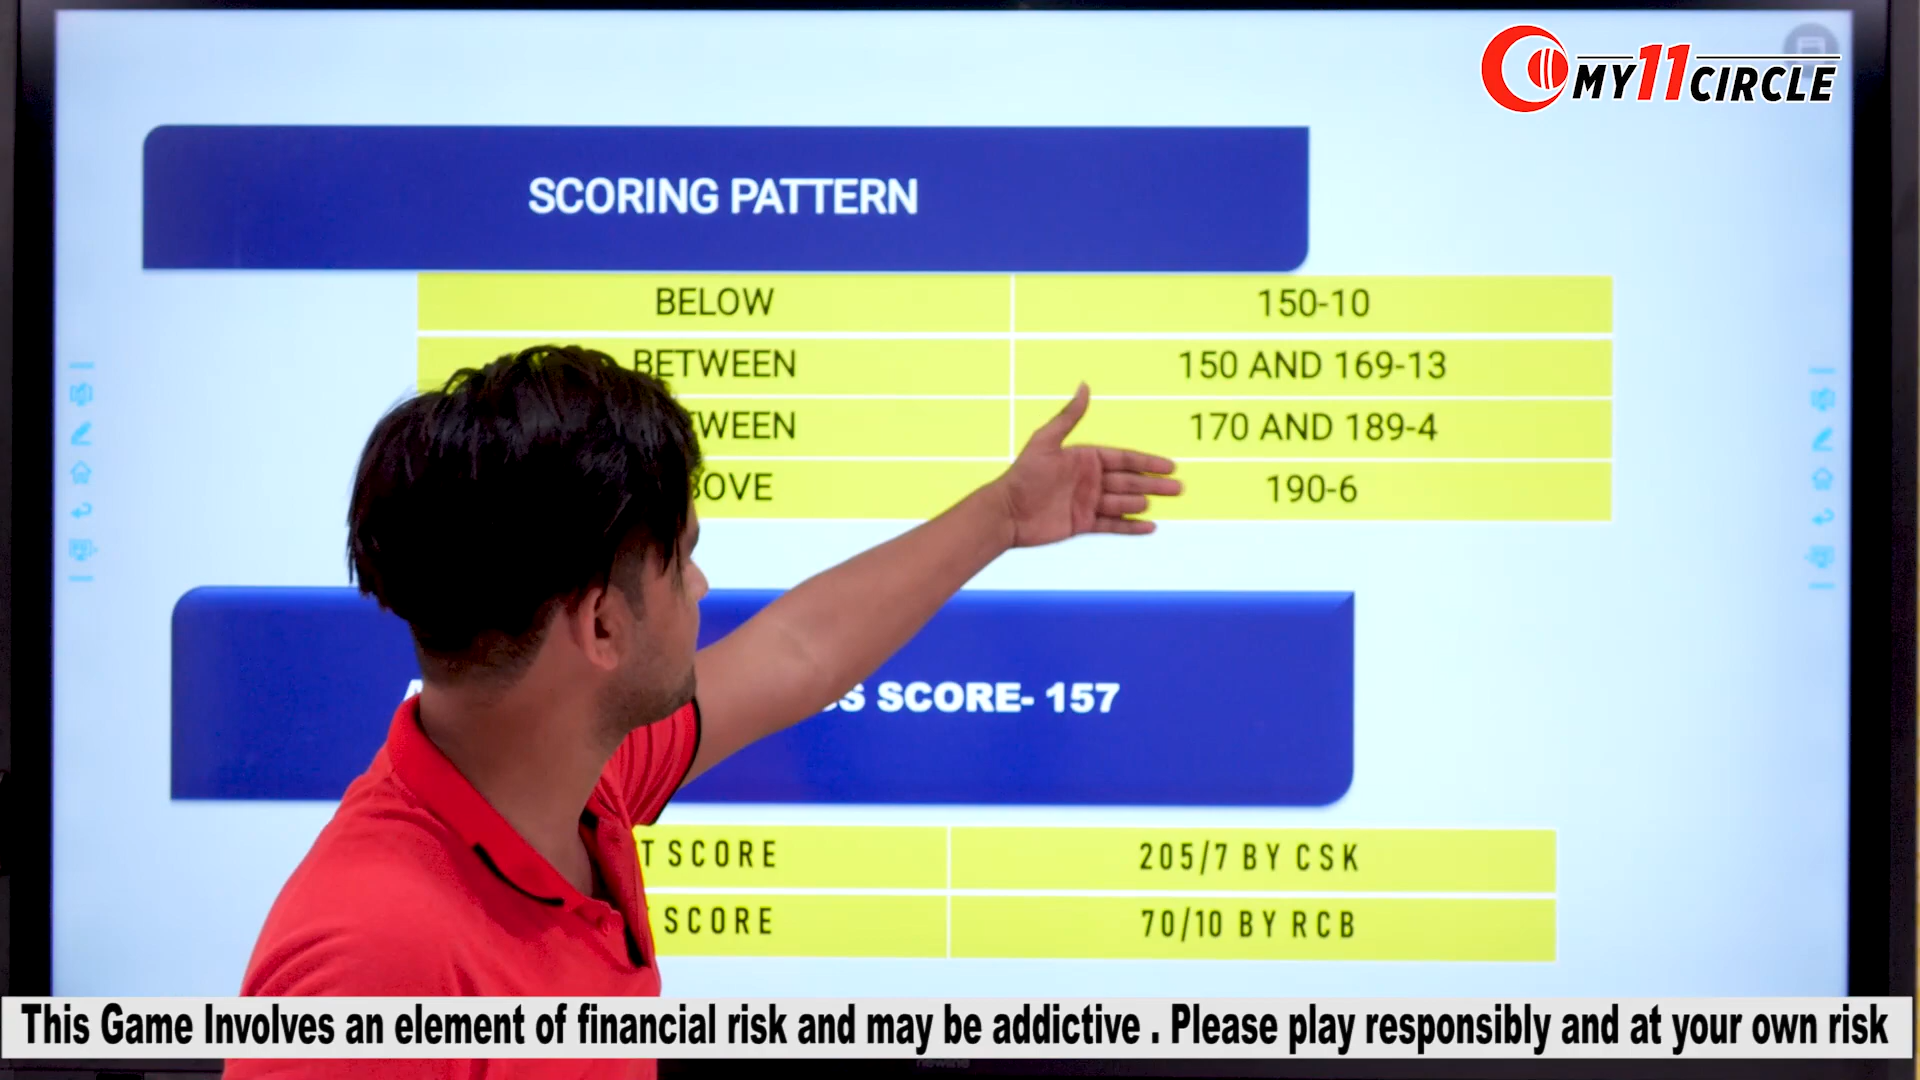 MY11CIRCLE
SCORING PATTERN
BELOW 150-10
BETWEEN 150 AND 169-13
170 AND 189-4
190-6
SCORE- 157
SCORE 205/7 BY CSK
SCORE 70/10 BY RCB
This Game Involves an element of financial risk and may be addictive . Please play responsibly and at your own risk